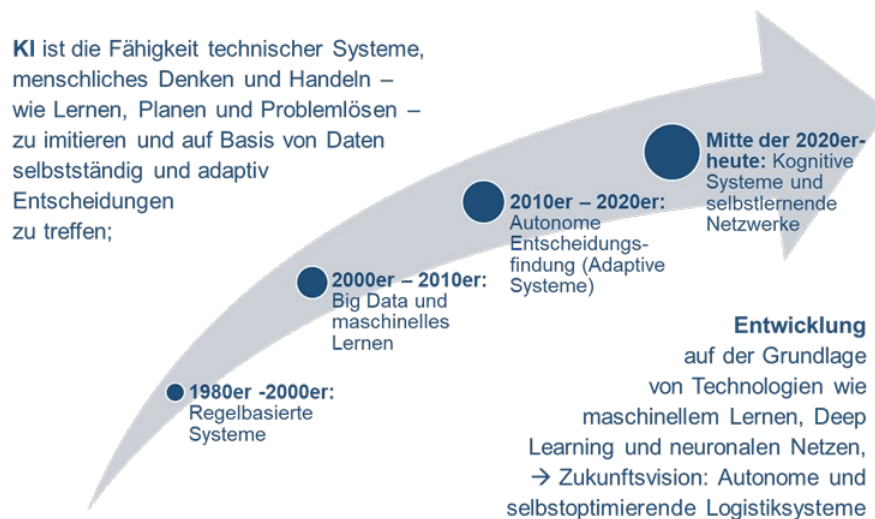 KI ist die Fähigkeit technischer Systeme,
menschliches Denken und Handeln –
wie Lernen, Planen und Problemlösen –
zu imitieren und auf Basis von Daten
selbstständig und adaptiv
Entscheidungen
zu treffen;
1980er -2000er:
Regelbasierte
Systeme
2000er – 2010er:
Big Data und
maschinelles
Lernen
2010er – 2020er:
Autonome
Entscheidungs-
findung (Adaptive
Systeme)
Mitte der 2020er-
heute: Kognitive
Systeme und
selbstlernende
Netzwerke
Entwicklung
auf der Grundlage
von Technologien wie
maschinellem Lernen, Deep
Learning und neuronalen Netzen,
→ Zukunftsvision: Autonome und
selbstoptimierende Logistiksysteme